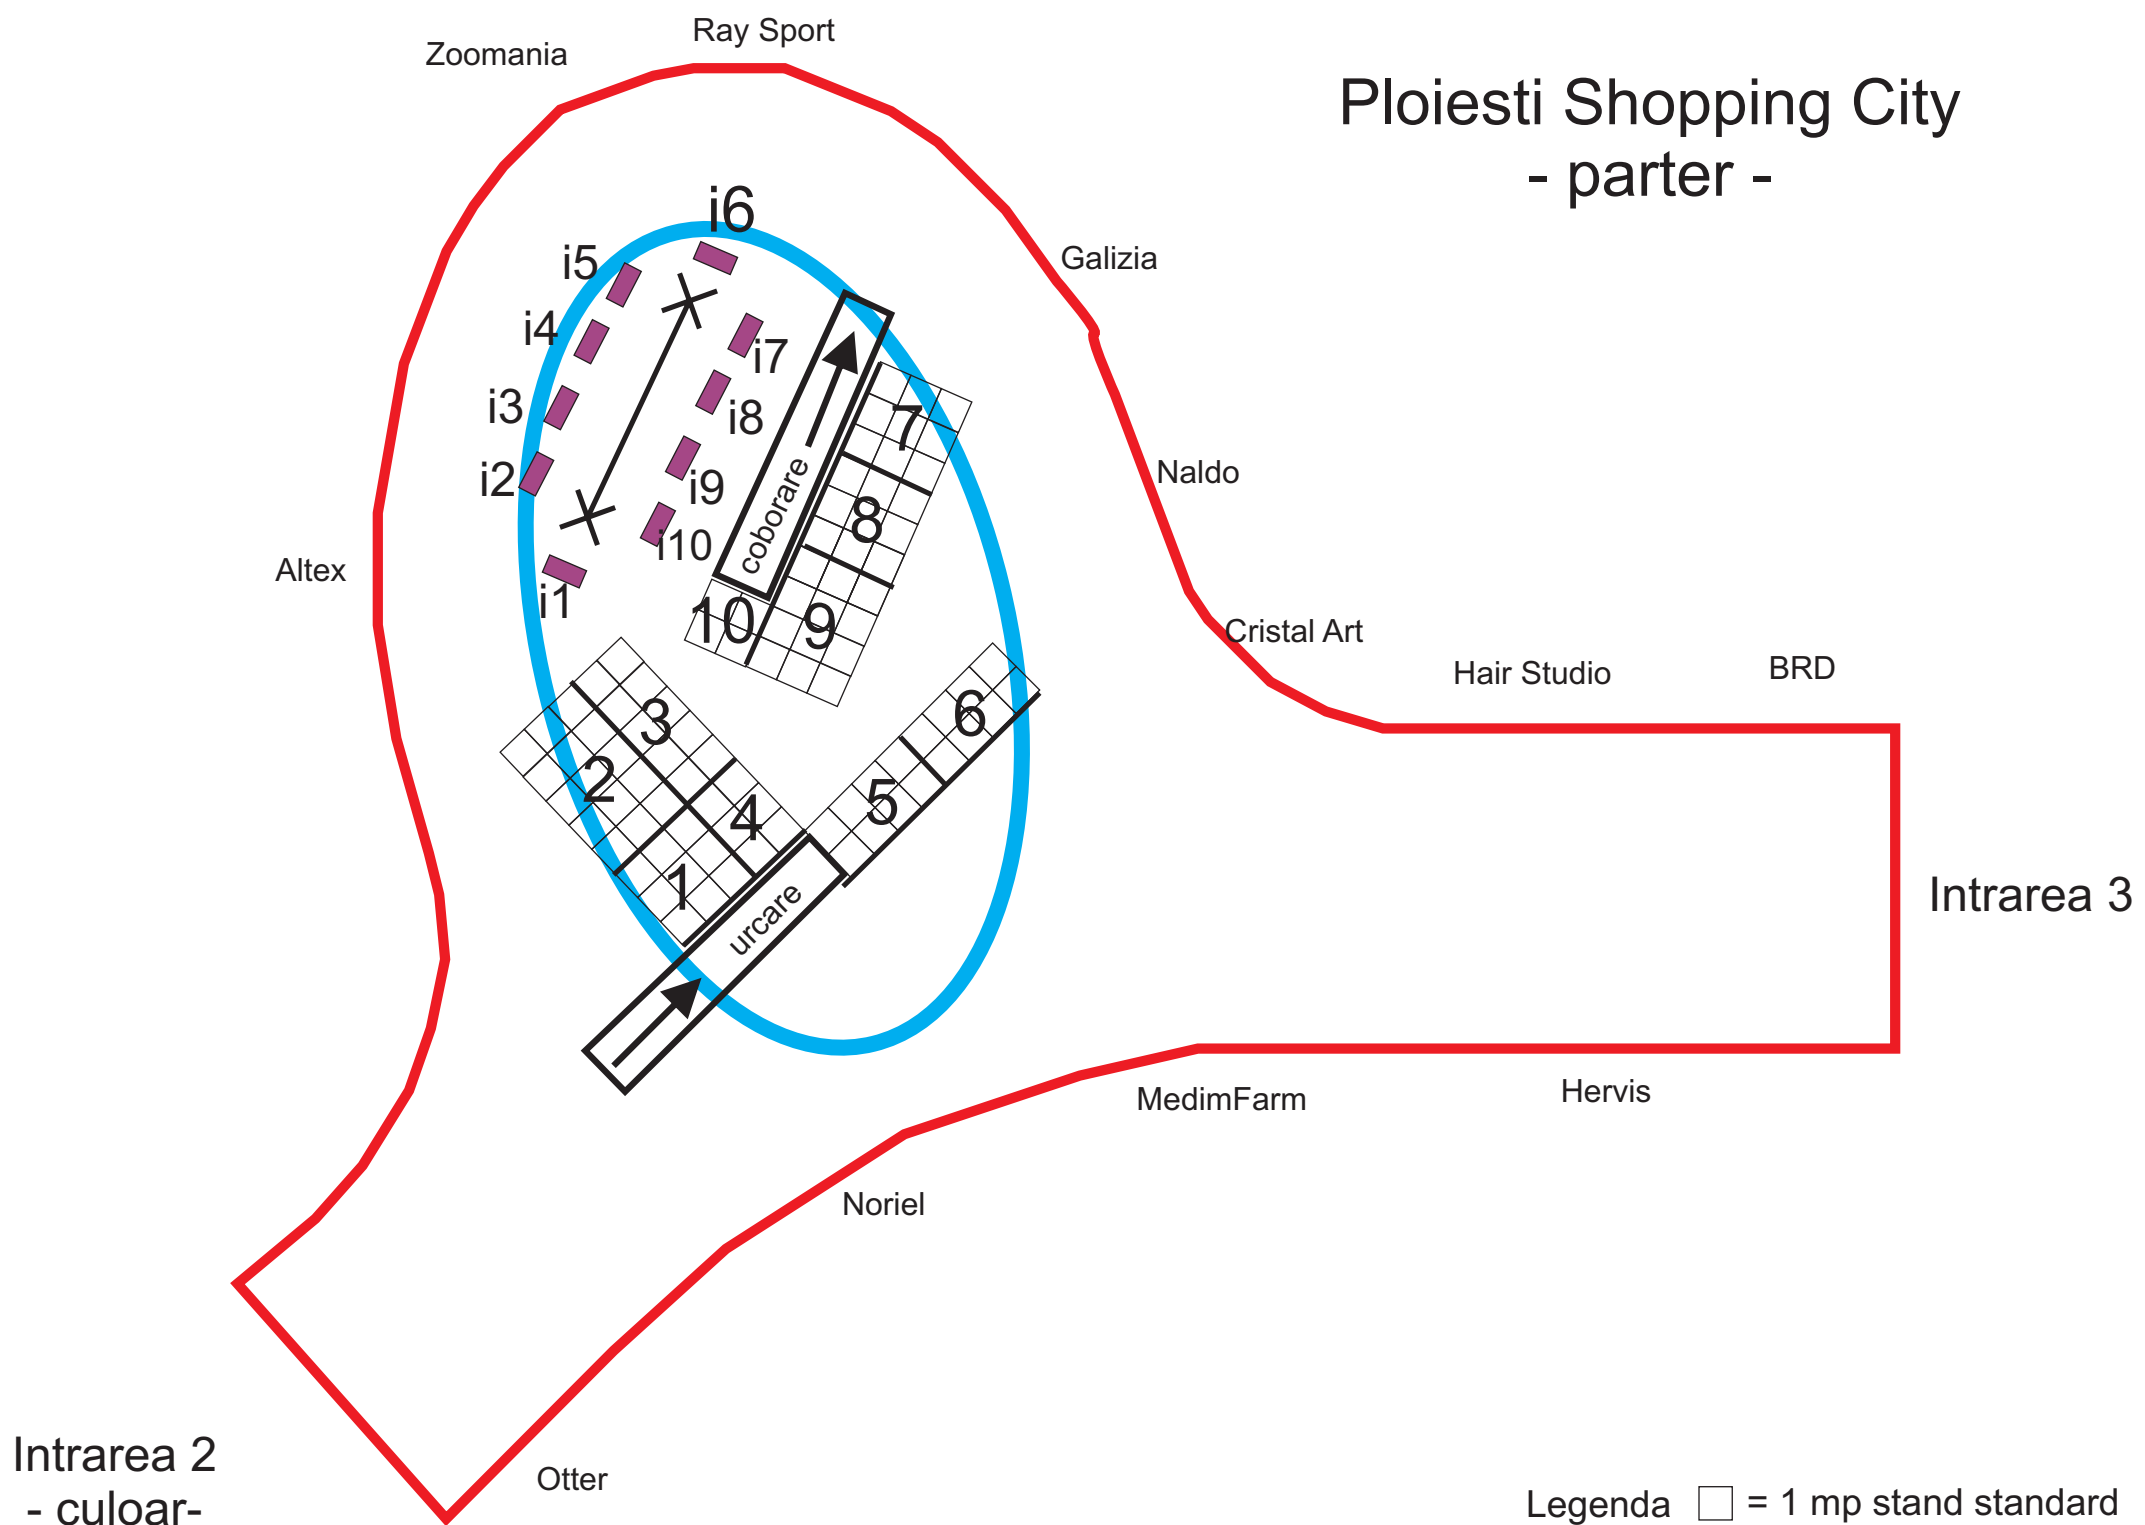 Ray Sport
Zoomania
Ploiesti Shopping City
- parter -
i6
Galizia
i5
i4
i7
i3
i8
7
i2
Naldo
i9
8
coborare
i10
Altex
i1
10
9
Cristal Art
Hair Studio
BRD
3
6
2
5
4
1
urcare
Intrarea 3
MedimFarm
Hervis
Noriel
Intrarea 2
- culoar-
Otter
Legenda = 1 mp stand standard